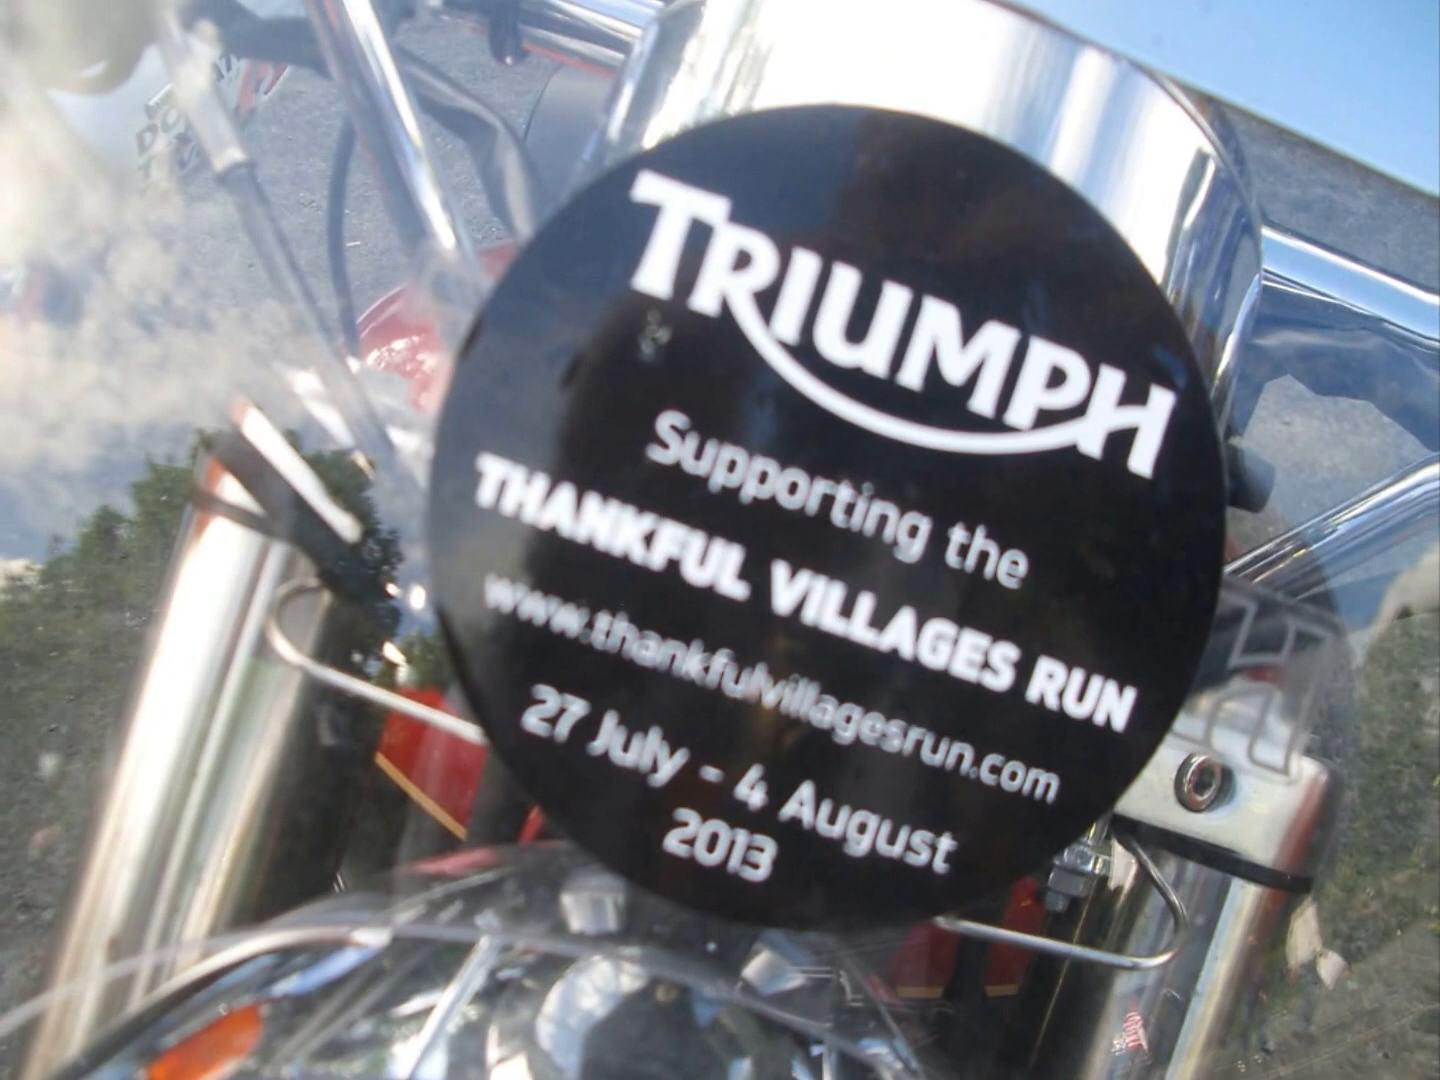 TRIUMPH
Supporting the
THANKFUL VILLAGES RUN
www.thankfulvillagesrun.com
27 July - 4 August
2013